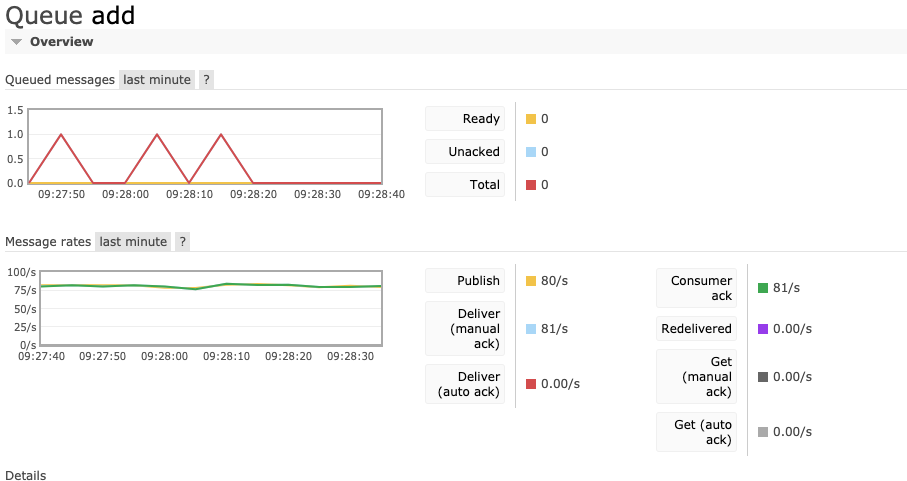 Queue add
Overview
Queued messages last minute ?
1.5
1.0
0.5
0.0
09:27:50 09:28:00 09:28:10 09:28:20 09:28:30 09:28:40
Ready 0
Unacked 0
Total 0
Message rates last minute ?
100/s
75/s
50/s
25/s
0/s
09:27:40 09:27:50 09:28:00 09:28:10 09:28:20 09:28:30
Publish 80/s
Deliver
(manual 81/s
ack)
Deliver
(auto ack) 0.00/s
Consumer
ack 81/s
Redelivered 0.00/s
Get
(manual 0.00/s
ack)
Get (auto
ack) 0.00/s
Details